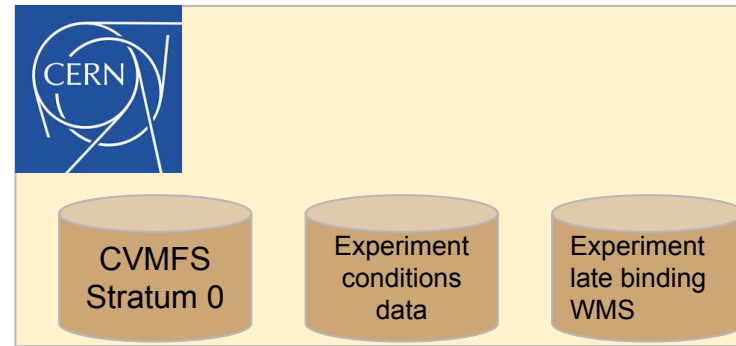 CERN
CVMFS
Stratum 0
Experiment
conditions
data
Experiment
late binding
WMS